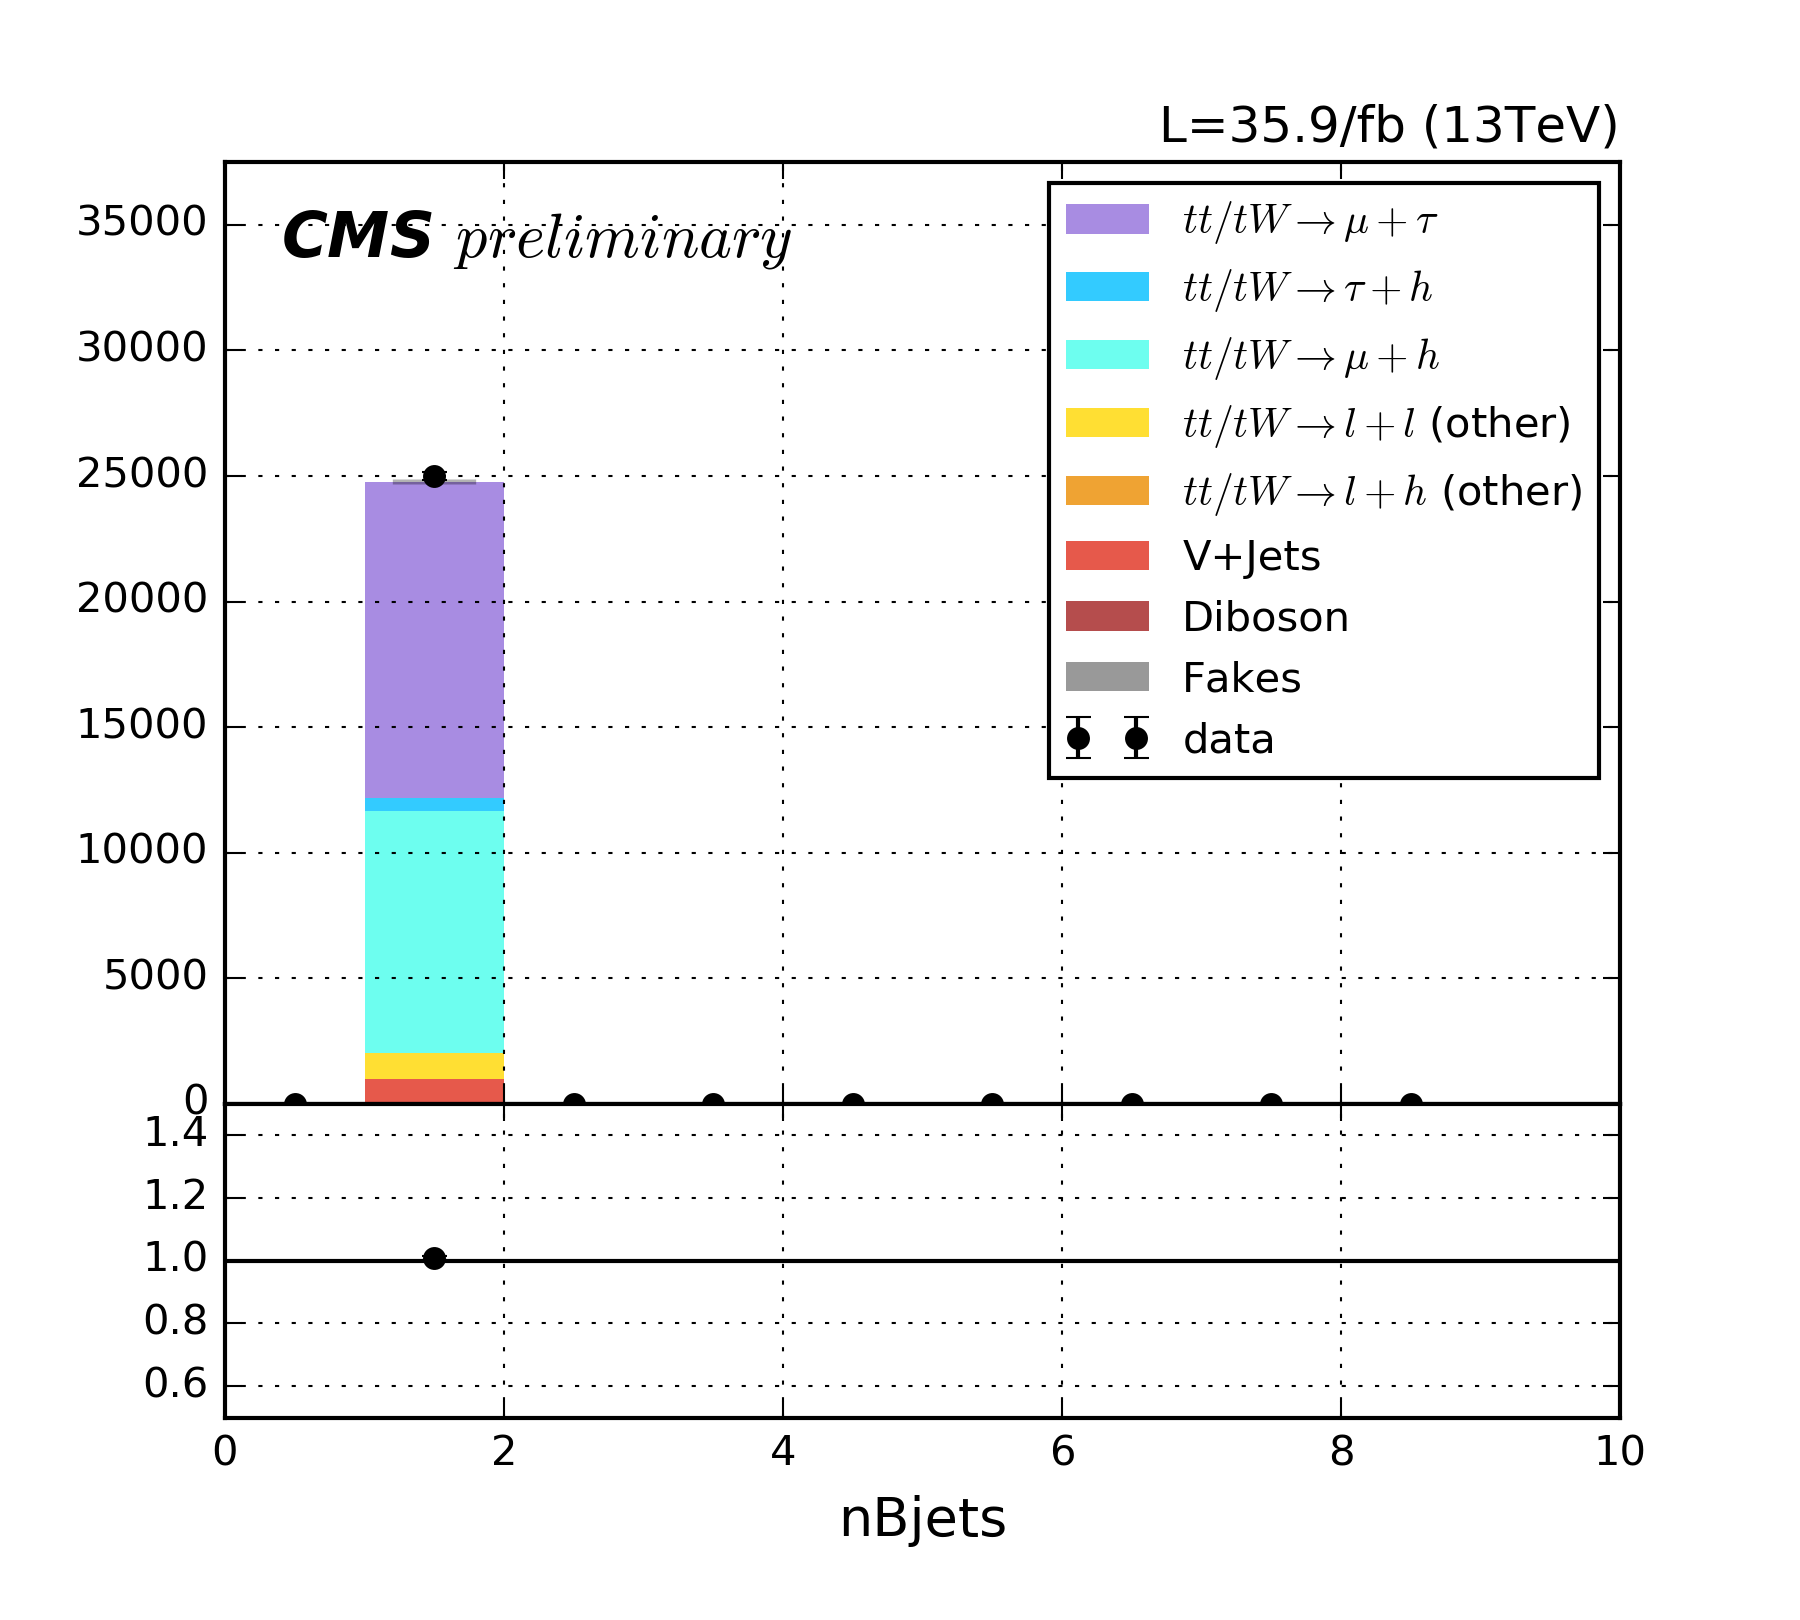 L=35.9/fb (13TeV)
CMS preliminary
35000
30000
25000
20000
15000
10000
5000
0
tt/tW→μ+τ
tt/tW→τ+h
tt/tW→μ+h
tt/tW→l+l (other)
tt/tW→l+h (other)
V+Jets
Diboson
Fakes
data
1.4
1.2
1.0
0.8
0.6
0 2 4 6 8 10
nBjets